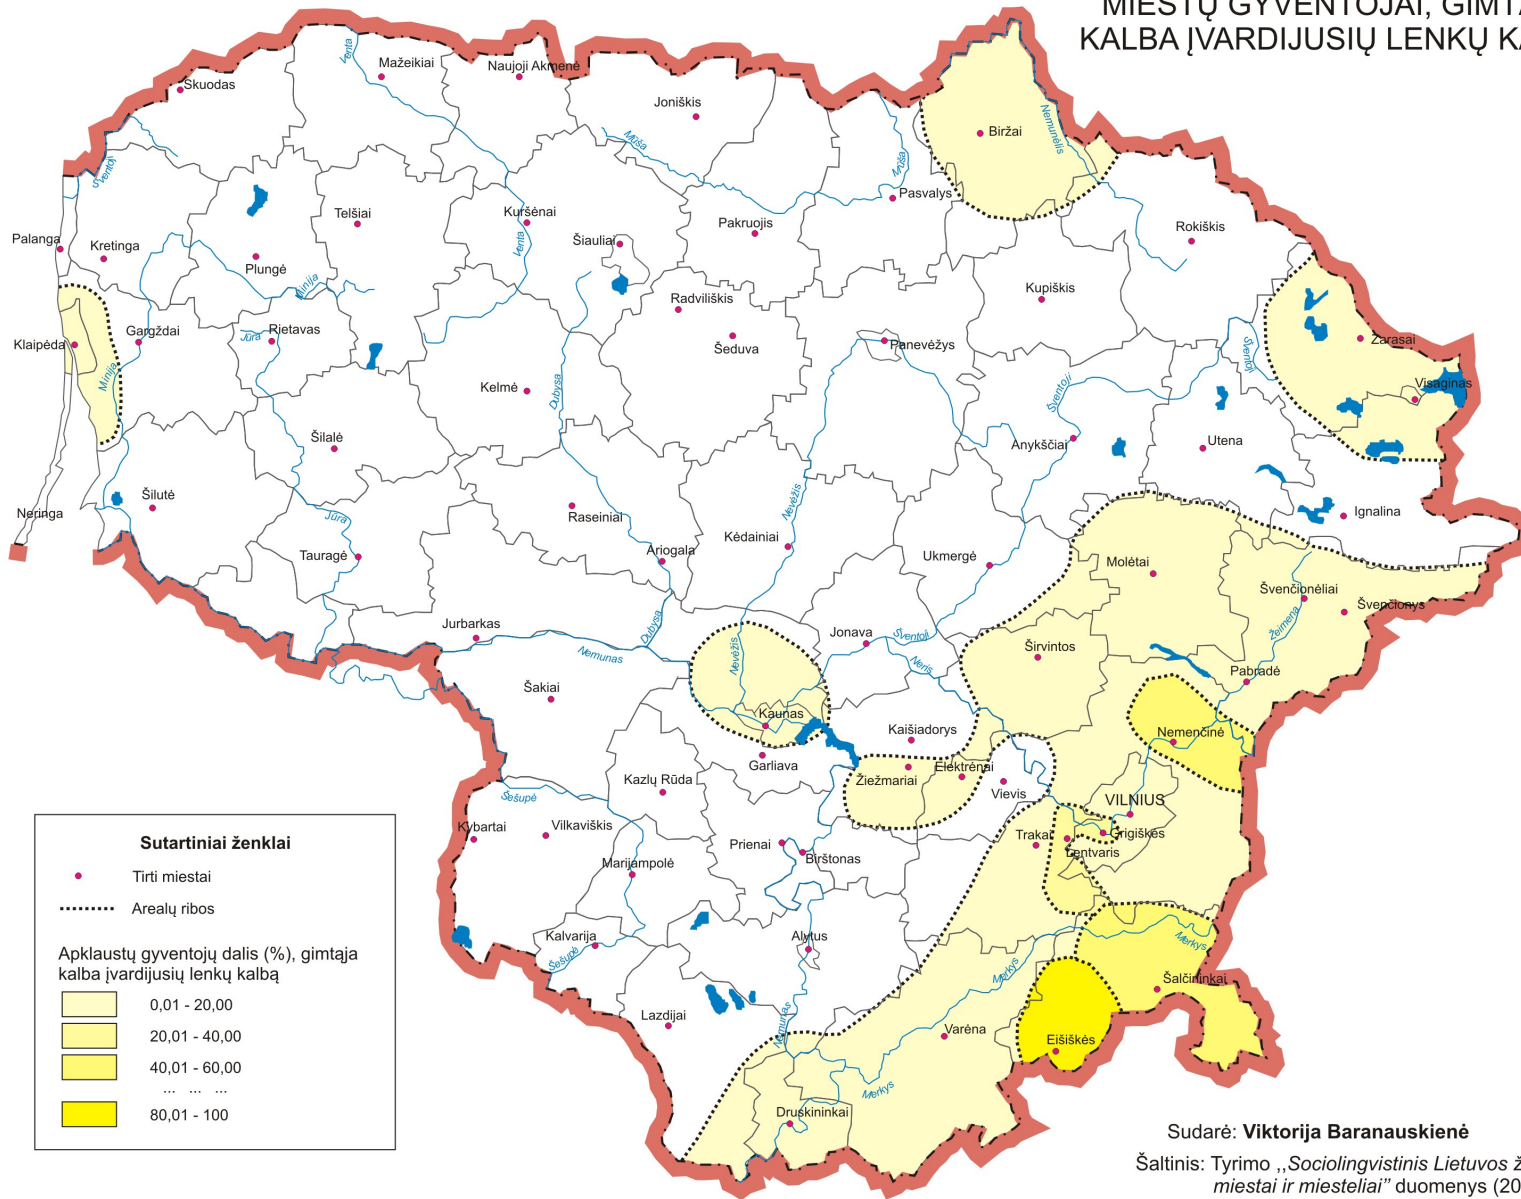 MIESTŲ GYVENTOJAI, GIMTĄ
KALBA ĮVARDIJUSIŲ LENKŲ KA
Skuodas
Venta
Mažeikiai
Naujoji Akmenė
Joniškis
Mūša
Mūša
Biržai
Nemunėlis
Šventoji
Pasvalys
Palanga
Kretinga
Plungė
Telšiai
Minija
Kuršėnai
Venta
Šiauliai
Pakruojis
Rokiškis
Radviliškis
Šeduva
Kupiškis
Klaipėda
Gargždai
Minija
Jūra
Rietavas
Panevėžys
Šventoji
Zarasai
Visaginas
Kelmė
Dubysa
Šventoji
Šilalė
Anykščiai
Utena
Neringa
Šilutė
Jūra
Tauragė
Raseiniai
Ariogala
Kėdainiai
Nevėžis
Ukmergė
Ignalina
Molėtai
Švenčionėliai
Švenčionys
Žeimena
Jurbarkas
Nemunas
Dubysa
Nevėžis
Jonava
Šventoji
Neris
Širvintos
Pabradė
Šakiai
Kaunas
Garliava
Kaišiadorys
Nemenčinė
Kazlų Rūda
Žiežmariai
Elektrėnai
Vievis
VILNIUS
Grigiškės
Lentvaris
Trakai
Šešupė
Kybartai
Vilkaviškis
Marijampolė
Prienai
Birštonas
Kalvarija
Šešupė
Alytus
Merkys
Merkys
Šalčininkai
Lazdijai
Nemunas
Varėna
Eišiškės
Merkys
Druskininkai
Sutartiniai ženklai
Tirti miestai
Arealų ribos
Apklaustų gyventojų dalis (%), gimtąja
kalba įvardijusių lenkų kalbą
0,01 - 20,00
20,01 - 40,00
40,01 - 60,00
... ... ...
80,01 - 100
Sudarė: Viktorija Baranauskienė
Šaltinis: Tyrimo ,,Sociolingvistinis Lietuvos ž
miestai ir miesteliai” duomenys (20